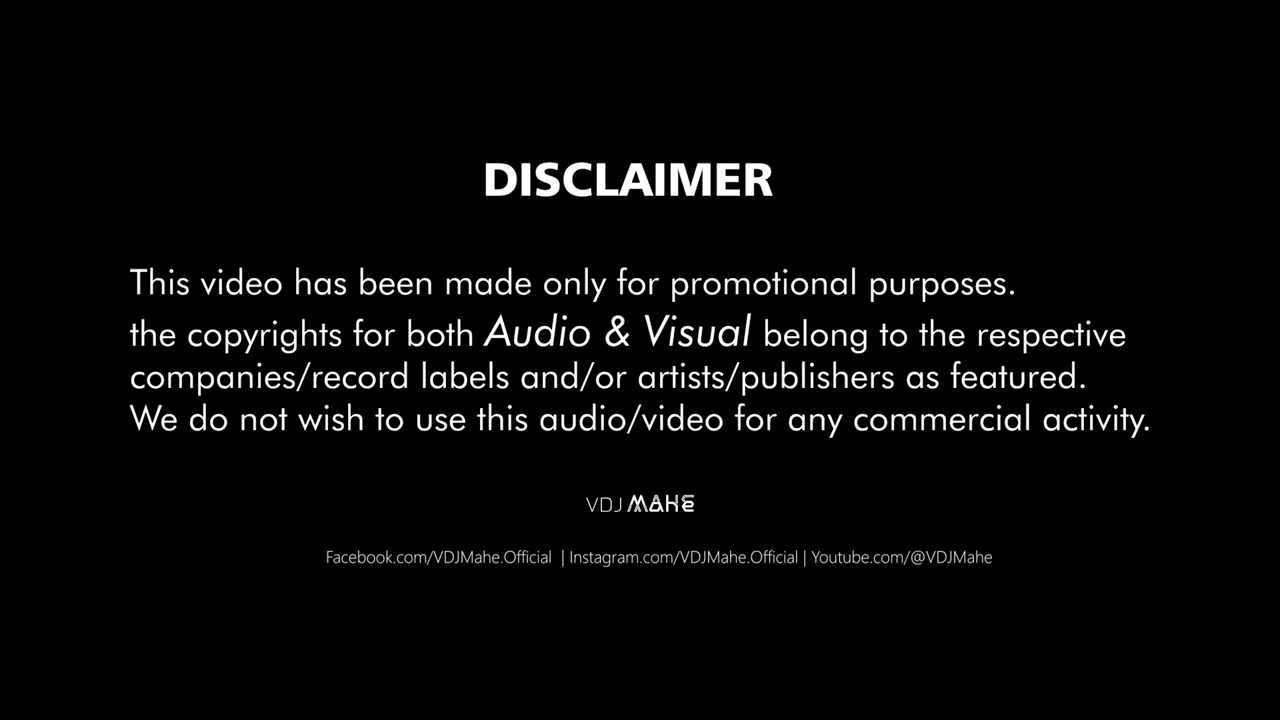 DISCLAIMER
This video has been made only for promotional purposes.
the copyrights for both Audio & Visual belong to the respective
companies/record labels and/or artists/publishers as featured.
We do not wish to use this audio/video for any commercial activity.
VDJ MAHE
Facebook.com/VDJMahe.Official | Instagram.com/VDJMahe.Official | Youtube.com/@VDJMahe